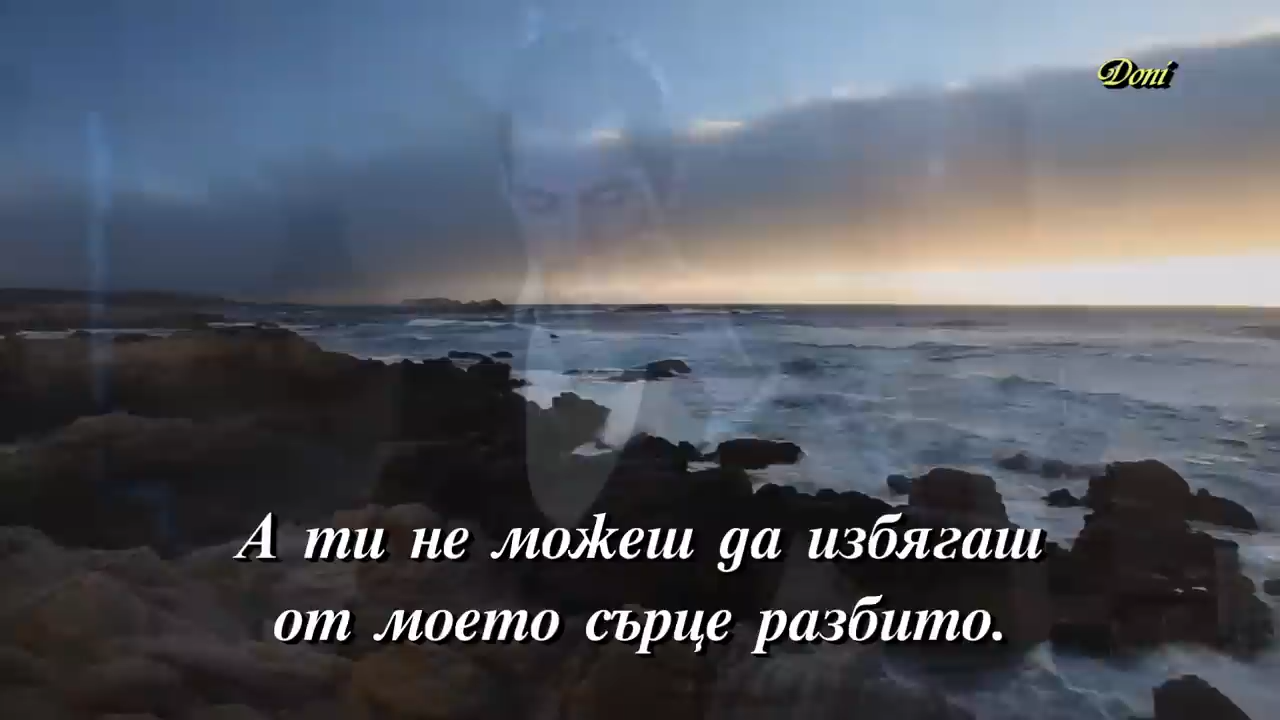 Doni
А ти не можеш да избягаш
от моето сърце разбито.